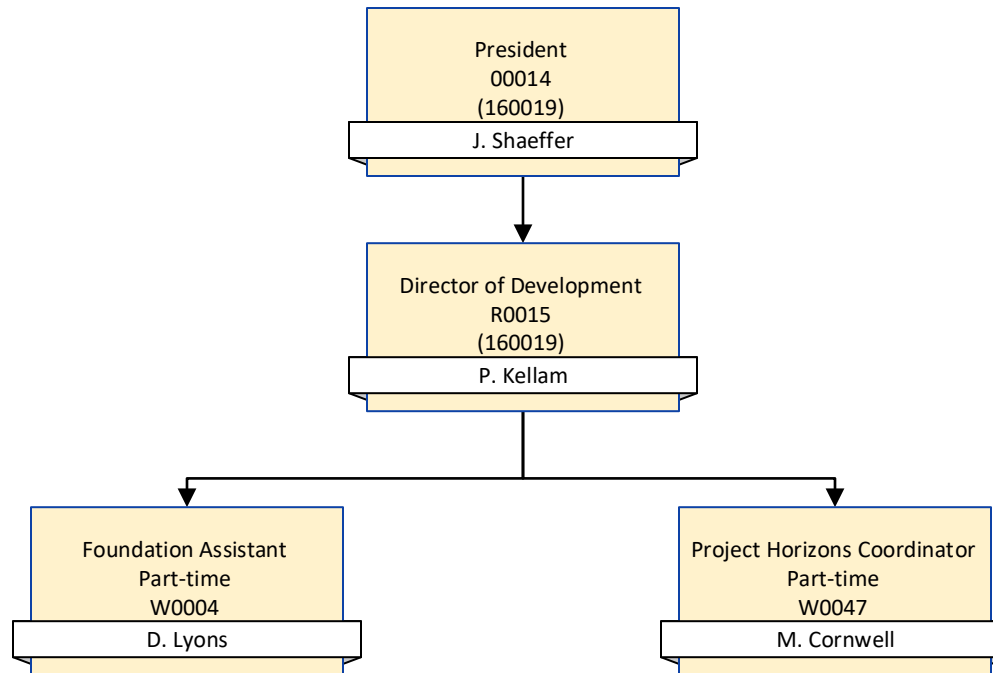 President
00014
(160019)
J. Shaeffer
Director of Development
R0015
(160019)
P. Kellam
Foundation Assistant
Part-time
W0004
D. Lyons
Project Horizons Coordinator
Part-time
W0047
M. Cornwell